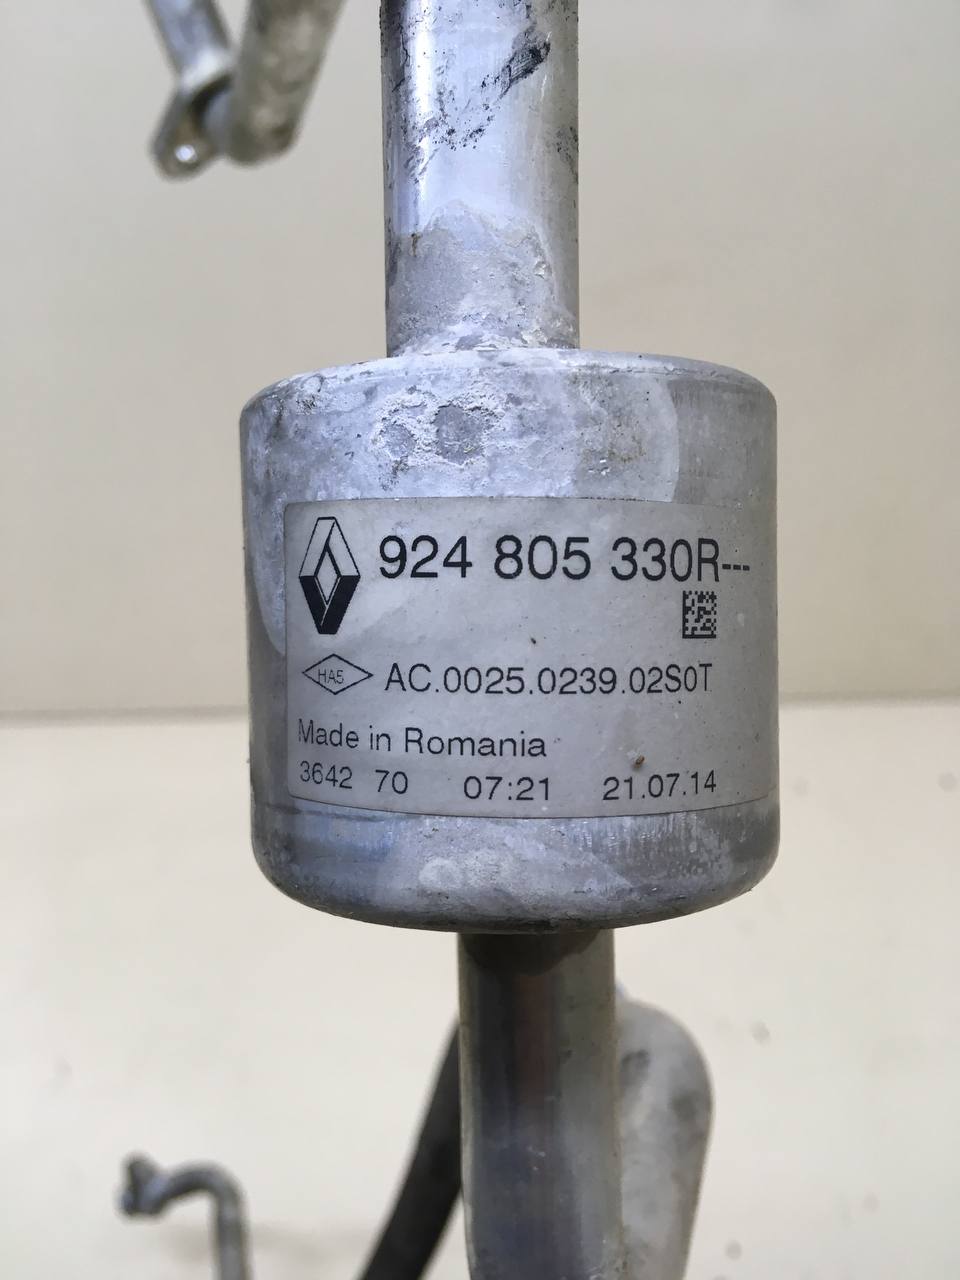 924 805 330R---
HA5 AC.0025.0239.02S0T
Made in Romania
3642 70 07:21 21.07.14